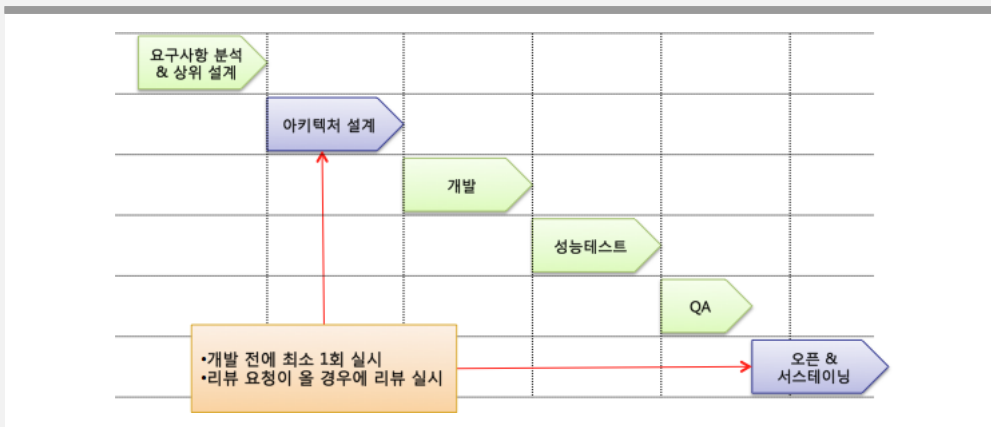 요구사항 분석
& 상위 설계
아키텍처 설계
개발
성능테스트
QA
•개발 전에 최소 1회 실시
•리뷰 요청이 올 경우에 리뷰 실시
오픈 &
서스테이닝